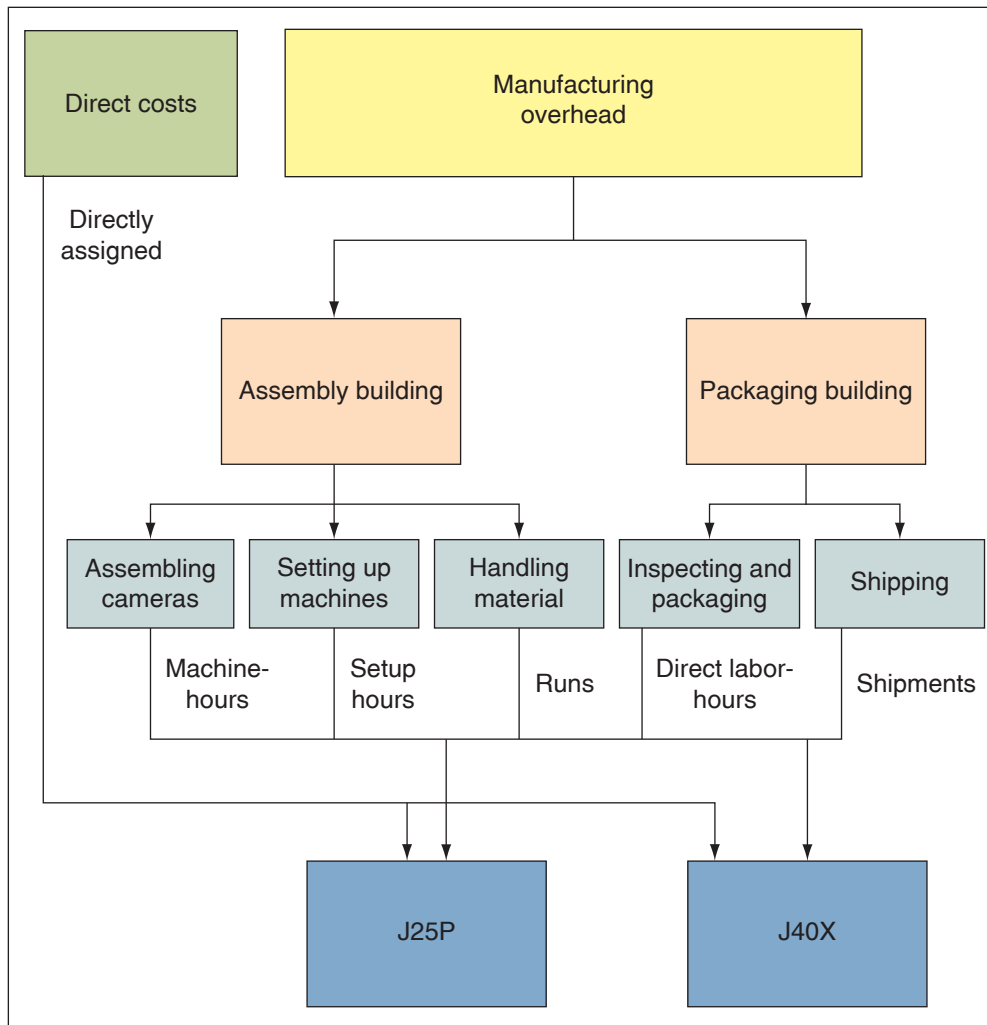 Direct costs
Manufacturing
overhead
Directly
assigned
Assembly building
Packaging building
Assembling
cameras
Setting up
machines
Handling
material
Inspecting and
packaging
Shipping
Machine-
hours
Setup
hours
Runs
Direct labor-
hours
Shipments
J25P
J40X